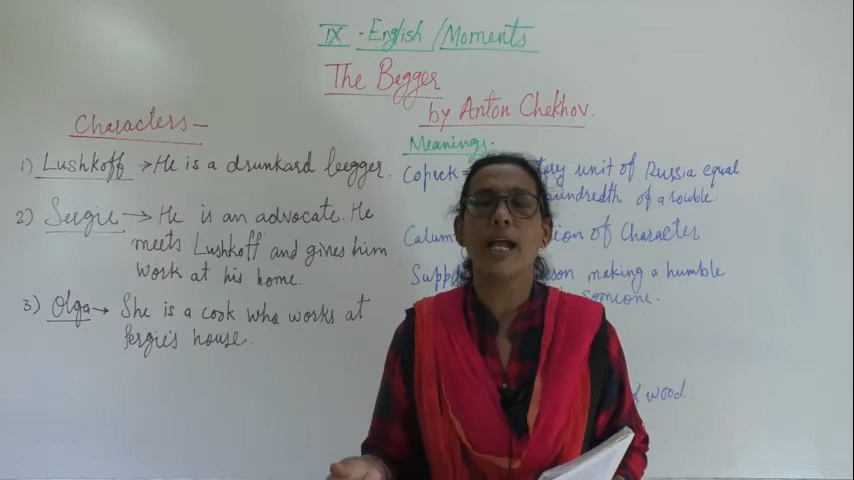 IX - English / Moments
The Begger
by Anton Chekhov.
Characters -
1) Lushkoff → He is a drunkard beegger.
2) Sergie → He is an advocate. He
meets Lushkoff and gives him
work at his home.
3) Olga → She is a cook who works at
Sergie's house.
Meanings.
Copeck = unit of Russia equal
hundredth of a rouble.
Calum ion of Character
Supp son making a humble
someone.
wood.